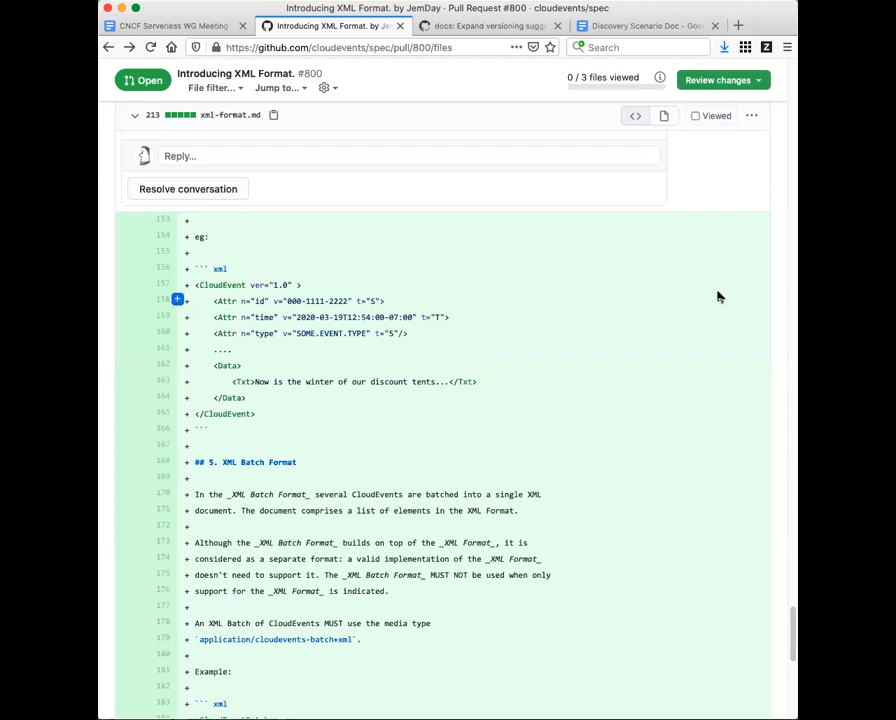 Introducing XML Format. by JemDay · Pull Request #800 · cloudevents/spec
CNCF Serverless WG Meeting
Introducing XML Format. by Je
docs: Expand versioning sugg
Discovery Scenario Doc - Goo
https://github.com/cloudevents/spec/pull/800/files
Search
Open
Introducing XML Format. #800
File filter...
Jump to...
0 / 3 files viewed
Review changes
213
xml-format.md
Viewed
Reply...
Resolve conversation
153 +
154 + eg:
155 +
156 + ``` xml
157 + <CloudEvent ver="1.0" >
158 + <Attr n="id" v="000-1111-2222" t="S">
159 + <Attr n="time" v="2020-03-19T12:54:00-07:00" t="T">
160 + <Attr n="type" v="SOME.EVENT.TYPE" t="S"/>
161 + ....
162 + <Data>
163 + <Txt>Now is the winter of our discount tents...</Txt>
164 + </Data>
165 + </CloudEvent>
166 + ```
167 +
168 + ## 5. XML Batch Format
169 +
170 + In the _XML Batch Format_ several CloudEvents are batched into a single XML
171 + document. The document comprises a list of elements in the XML Format.
172 +
173 + Although the _XML Batch Format_ builds on top of the _XML Format_, it is
174 + considered as a separate format: a valid implementation of the _XML Format_
175 + doesn't need to support it. The _XML Batch Format_ MUST NOT be used when only
176 + support for the _XML Format_ is indicated.
177 +
178 + An XML Batch of CloudEvents MUST use the media type
179 + `application/cloudevents-batch+xml`.
180 +
181 + Example:
182 +
183 + ``` xml